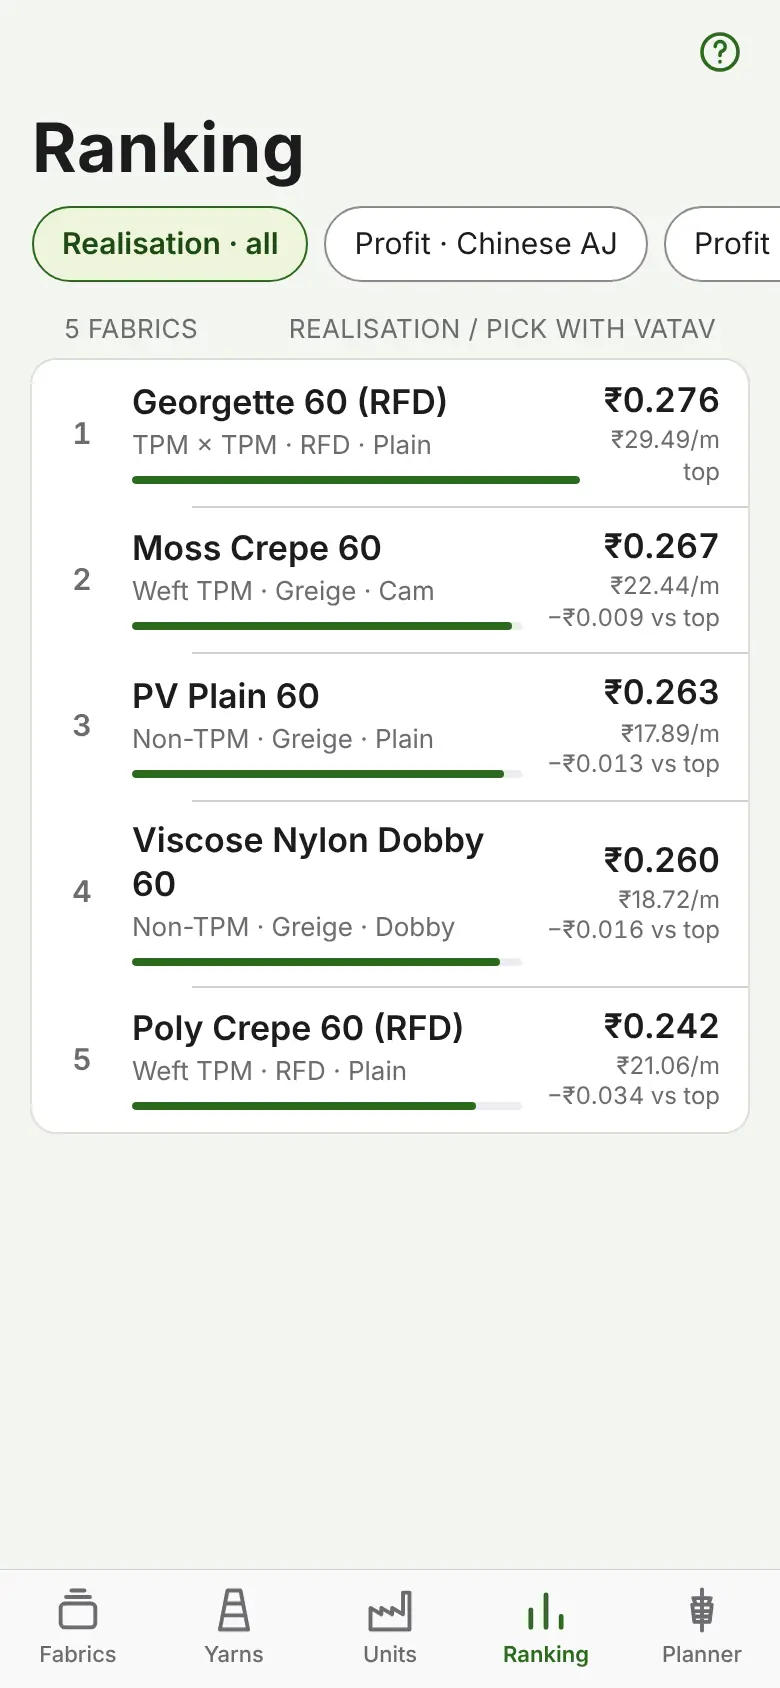 Ranking
Realisation · all
Profit · Chinese AJ
Profit
5 FABRICS
REALISATION / PICK WITH VATAV
1
Georgette 60 (RFD)
TPM × TPM · RFD · Plain
₹0.276
₹29.49/m
top
2
Moss Crepe 60
Weft TPM · Greige · Cam
₹0.267
₹22.44/m
−₹0.009 vs top
3
PV Plain 60
Non-TPM · Greige · Plain
₹0.263
₹17.89/m
−₹0.013 vs top
4
Viscose Nylon Dobby
60
Non-TPM · Greige · Dobby
₹0.260
₹18.72/m
−₹0.016 vs top
5
Poly Crepe 60 (RFD)
Weft TPM · RFD · Plain
₹0.242
₹21.06/m
−₹0.034 vs top
Fabrics
Yarns
Units
Ranking
Planner